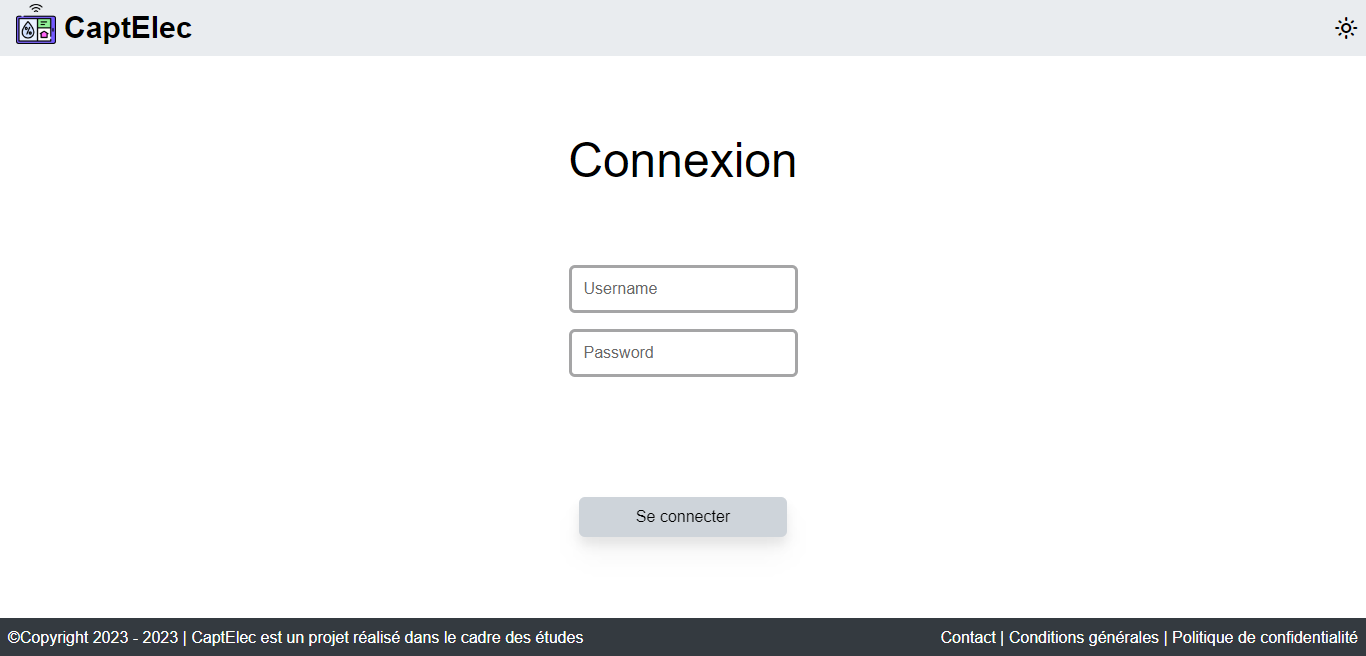 CaptElec
Connexion
Username
Password
Se connecter
©Copyright 2023 - 2023 | CaptElec est un projet réalisé dans le cadre des études
Contact | Conditions générales | Politique de confidentialité